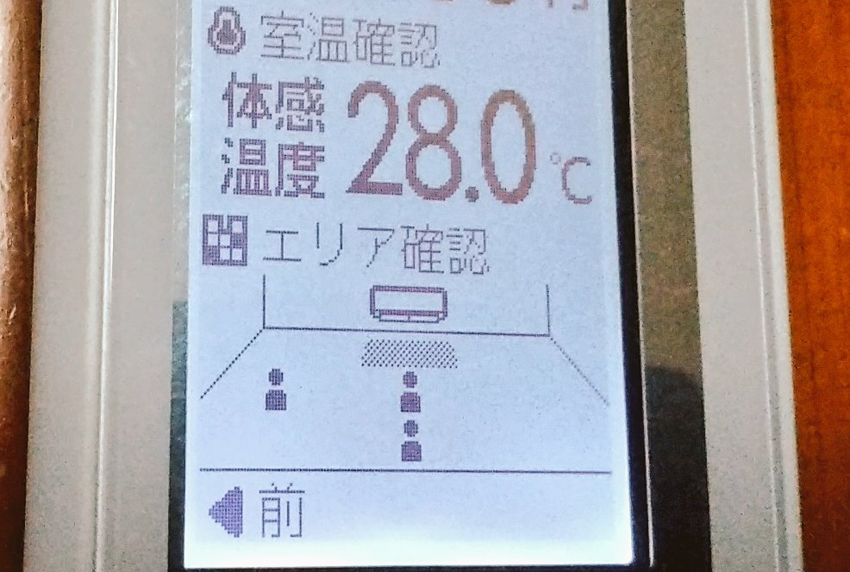 室温確認
体感
温度 28.0℃
エリア確認
前